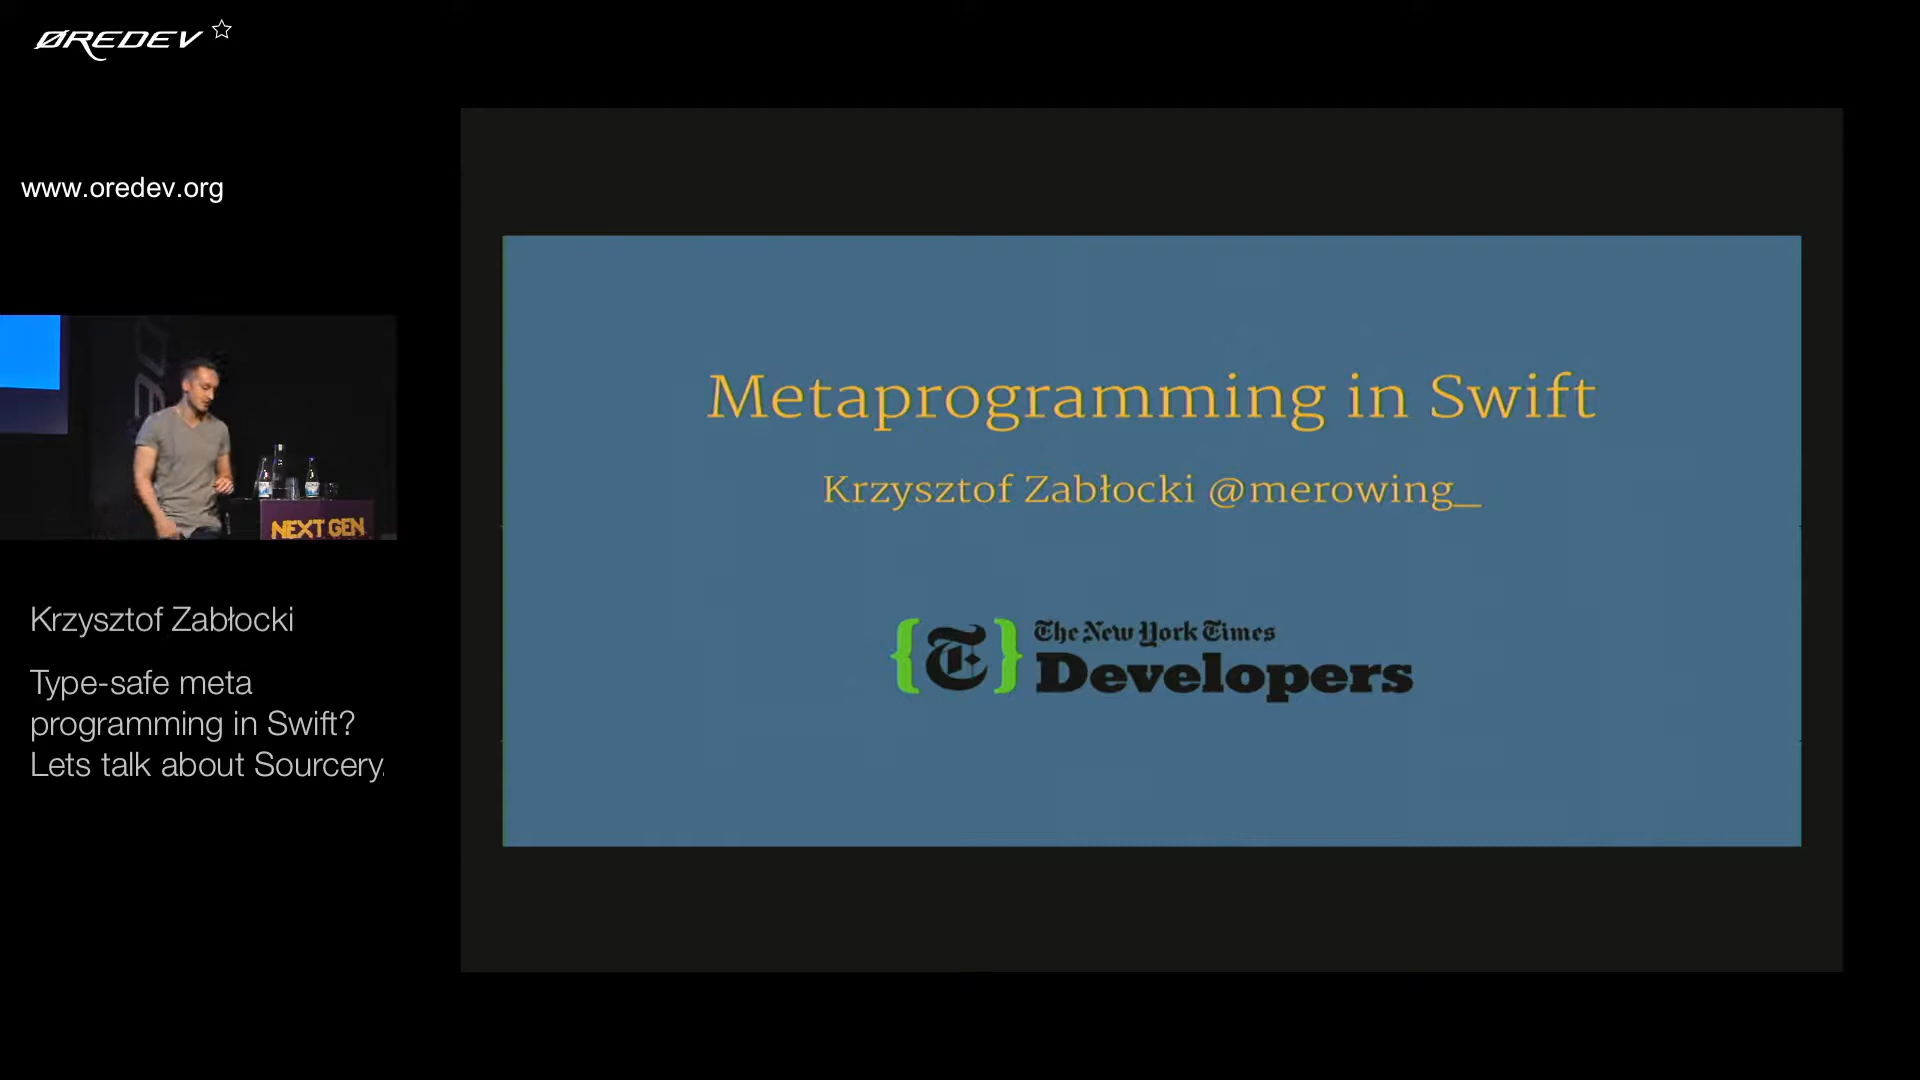 ØREDEV
www.oredev.org
NEXT GEN
Krzysztof Zabłocki
Type-safe meta
programming in Swift?
Lets talk about Sourcery.
Metaprogramming in Swift
Krzysztof Zabłocki @merowing_
{T}
The New York Times
Developers